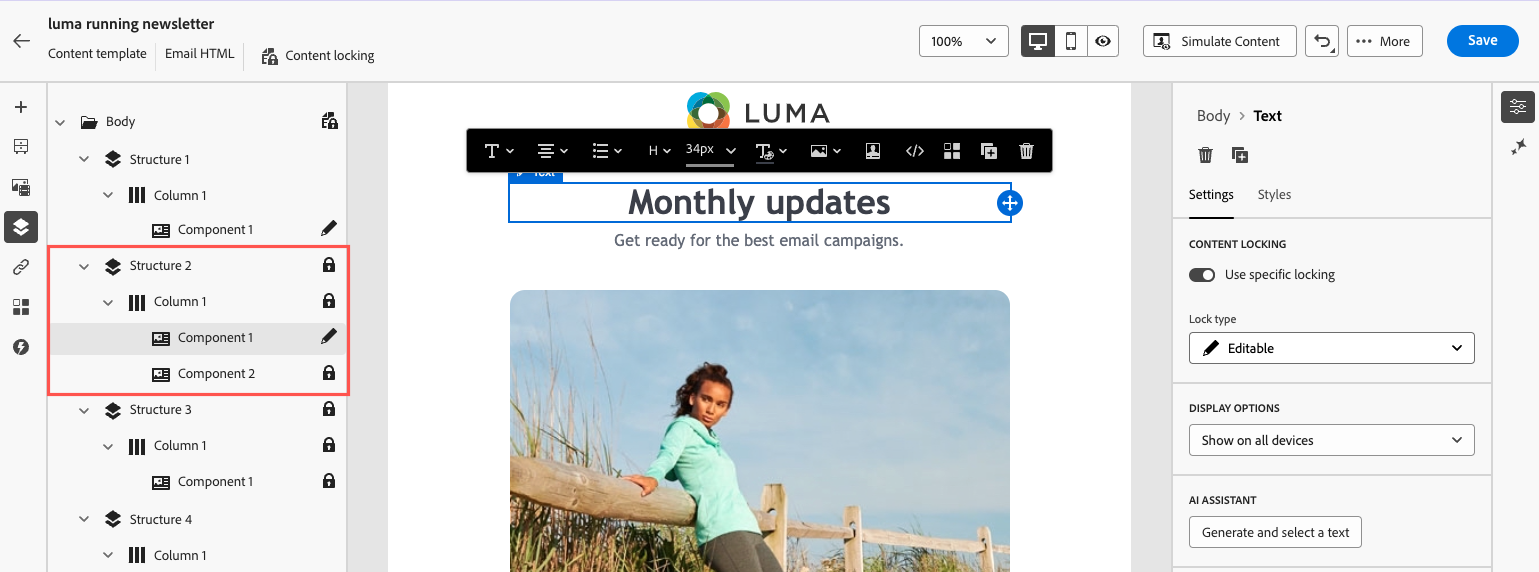 luma running newsletter
Content template
Email HTML
Content locking
100%
Simulate Content
More
Save
Body
Structure 1
Column 1
Component 1
Structure 2
Column 1
Component 1
Component 2
Structure 3
Column 1
Component 1
Structure 4
Column 1
LUMA
H
34px
Text
Monthly updates
Get ready for the best email campaigns.
Body > Text
Settings
Styles
CONTENT LOCKING
Use specific locking
Lock type
Editable
DISPLAY OPTIONS
Show on all devices
AI ASSISTANT
Generate and select a text